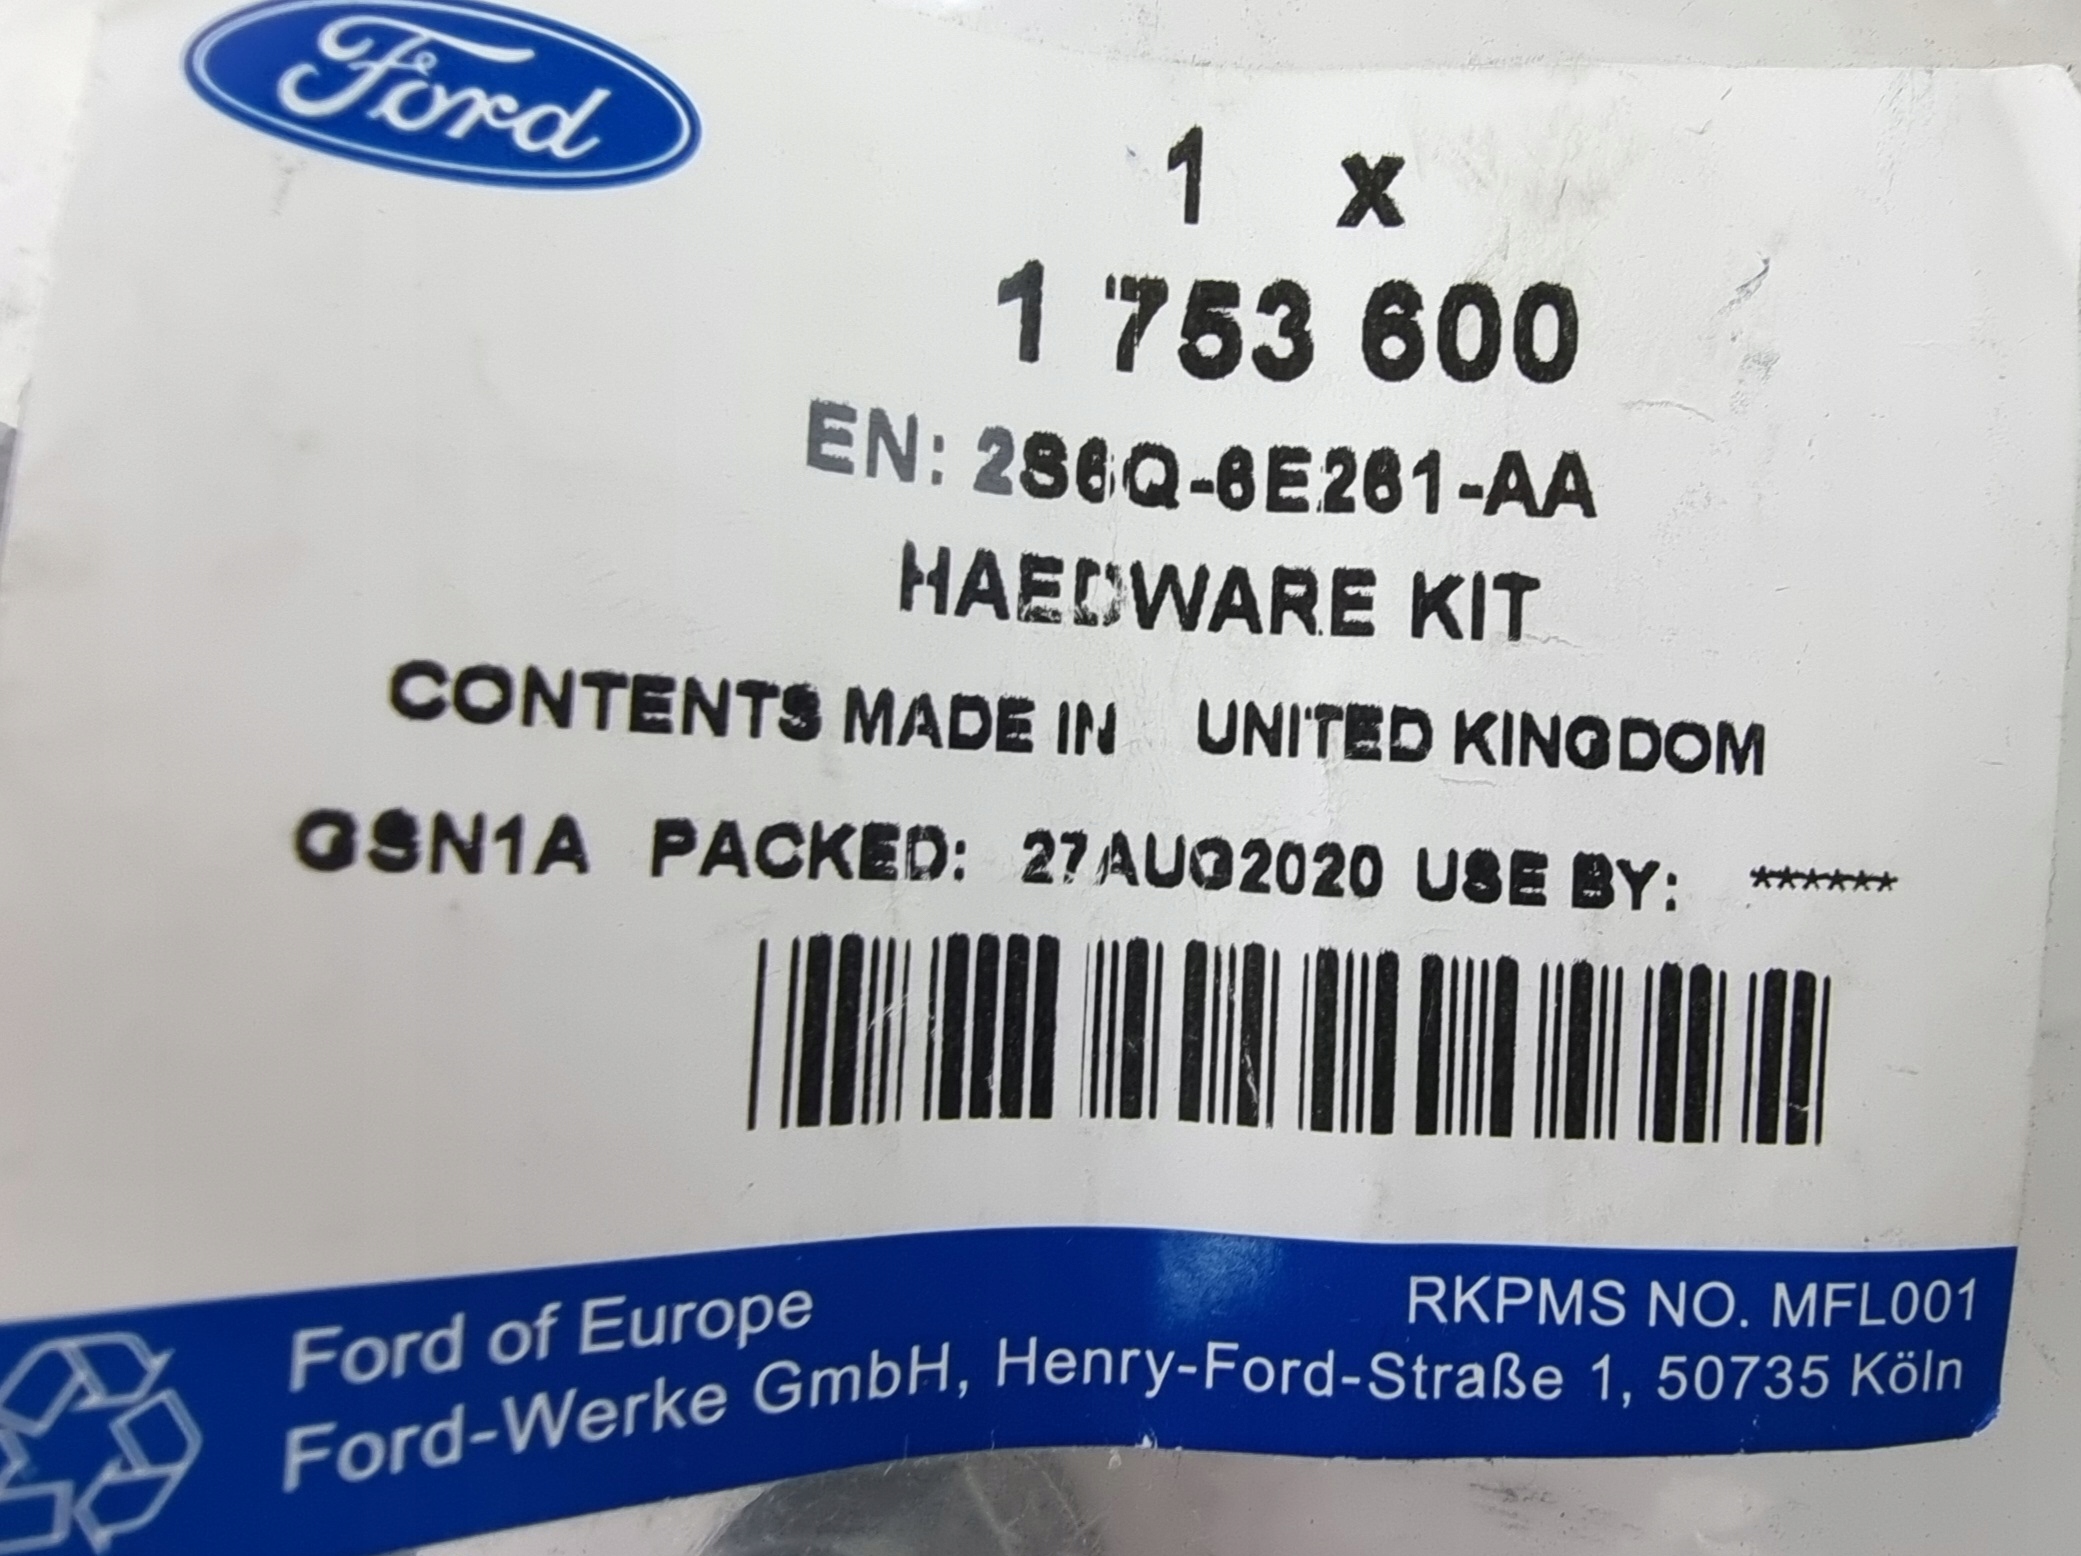 Ford
1 x
1 753 600
EN: 2S6Q-6E261-AA
HAEDWARE KIT
CONTENTS MADE IN UNITED KINGDOM
GSN1A PACKED: 27AUG2020 USE BY: ******
Ford of Europe
RKPMS NO. MFL001
Ford-Werke GmbH, Henry-Ford-Straße 1, 50735 Köln